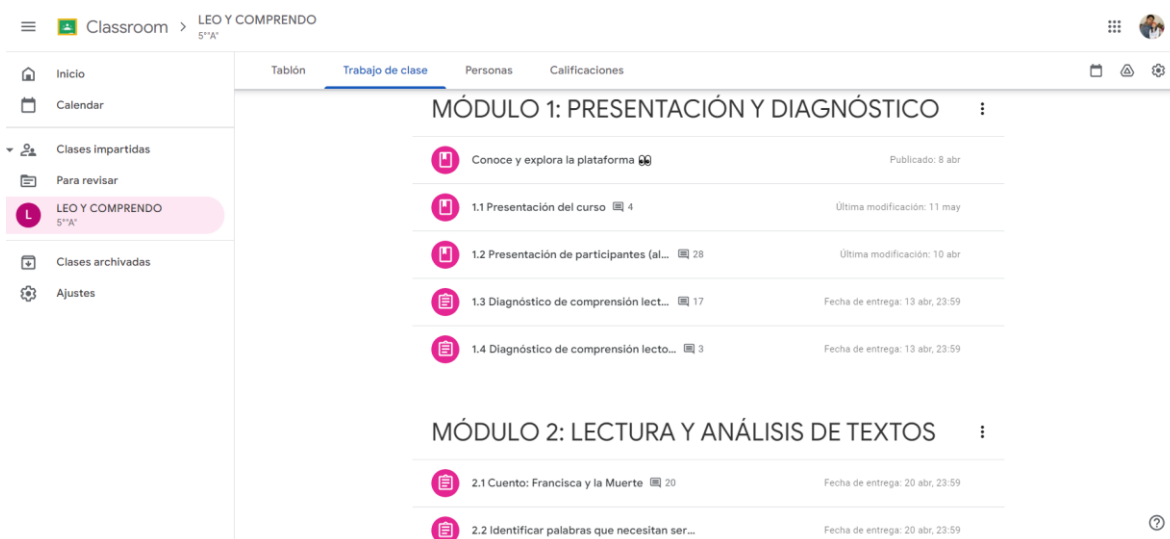 Classroom > LEO Y COMPRENDO
5°"A"
Inicio
Calendar
Clases impartidas
Para revisar
L LEO Y COMPRENDO
5°"A"
Clases archivadas
Ajustes
Tablón Trabajo de clase Personas Calificaciones
MÓDULO 1: PRESENTACIÓN Y DIAGNÓSTICO
Conoce y explora la plataforma 👀 Publicado: 8 abr
1.1 Presentación del curso 4 Última modificación: 11 may
1.2 Presentación de participantes (al... 28 Última modificación: 10 abr
1.3 Diagnóstico de comprensión lect... 17 Fecha de entrega: 13 abr, 23:59
1.4 Diagnóstico de comprensión lecto... 3 Fecha de entrega: 13 abr, 23:59
MÓDULO 2: LECTURA Y ANÁLISIS DE TEXTOS
2.1 Cuento: Francisca y la Muerte 20 Fecha de entrega: 20 abr, 23:59
2.2 Identificar palabras que necesitan ser... Fecha de entrega: 20 abr, 23:59